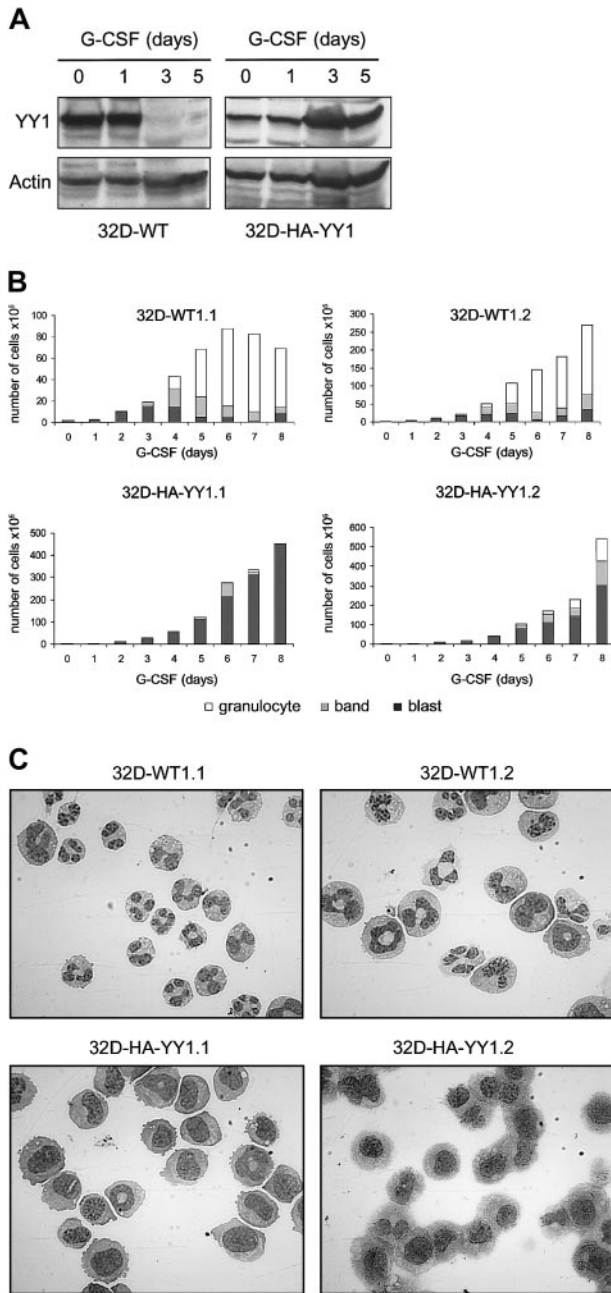 A
G-CSF (days)
G-CSF (days)
0 1 3 5
0 1 3 5
YY1
Actin
32D-WT
32D-HA-YY1
B
32D-WT1.1
number of cells x10⁵
100
80
60
40
20
0
0 1 2 3 4 5 6 7 8
G-CSF (days)
32D-WT1.2
number of cells x10⁵
300
250
200
150
100
50
0
0 1 2 3 4 5 6 7 8
G-CSF (days)
32D-HA-YY1.1
number of cells x10⁵
500
400
300
200
100
0
0 1 2 3 4 5 6 7 8
G-CSF (days)
32D-HA-YY1.2
number of cells x10⁵
600
500
400
300
200
100
0
0 1 2 3 4 5 6 7 8
G-CSF (days)
granulocyte band blast
C
32D-WT1.1
32D-WT1.2
32D-HA-YY1.1
32D-HA-YY1.2